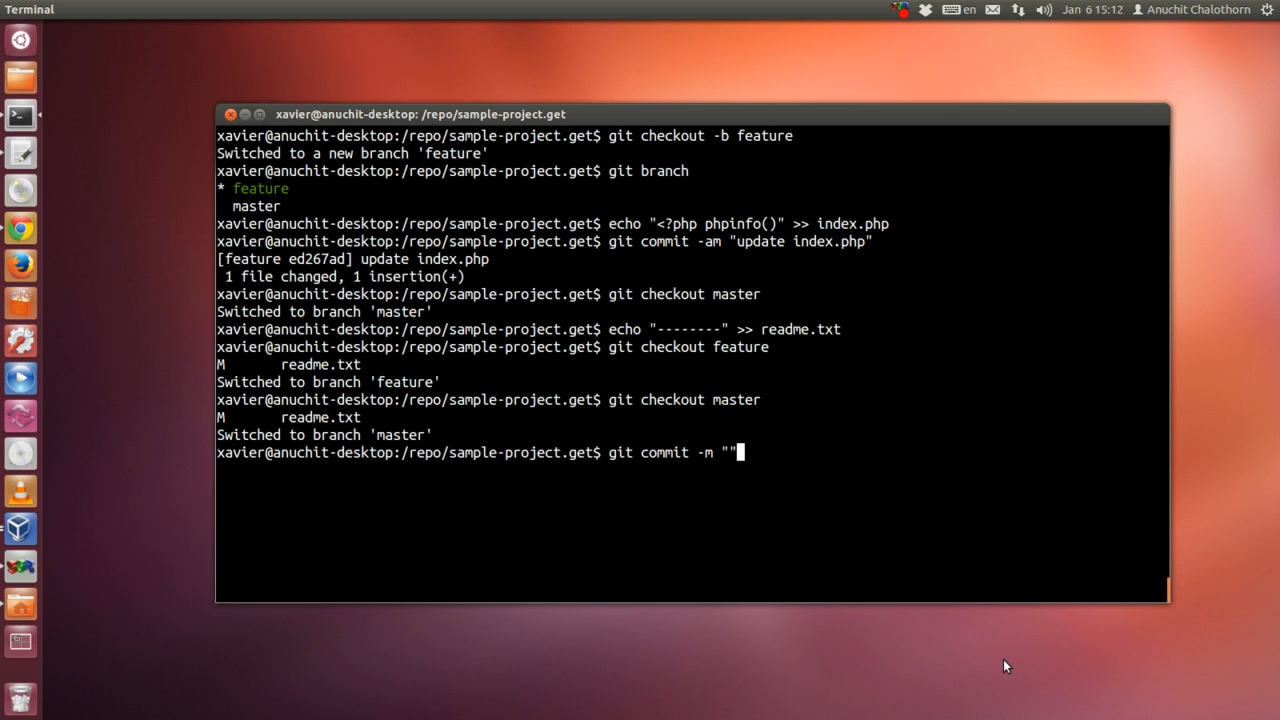 Terminal
en
Jan 6 15:12
Anuchit Chalothorn
xavier@anuchit-desktop: /repo/sample-project.get
xavier@anuchit-desktop:/repo/sample-project.get$ git checkout -b feature
Switched to a new branch 'feature'
xavier@anuchit-desktop:/repo/sample-project.get$ git branch
* feature
  master
xavier@anuchit-desktop:/repo/sample-project.get$ echo "<?php phpinfo()" >> index.php
xavier@anuchit-desktop:/repo/sample-project.get$ git commit -am "update index.php"
[feature ed267ad] update index.php
 1 file changed, 1 insertion(+)
xavier@anuchit-desktop:/repo/sample-project.get$ git checkout master
Switched to branch 'master'
xavier@anuchit-desktop:/repo/sample-project.get$ echo "--------" >> readme.txt
xavier@anuchit-desktop:/repo/sample-project.get$ git checkout feature
M       readme.txt
Switched to branch 'feature'
xavier@anuchit-desktop:/repo/sample-project.get$ git checkout master
M       readme.txt
Switched to branch 'master'
xavier@anuchit-desktop:/repo/sample-project.get$ git commit -m ""